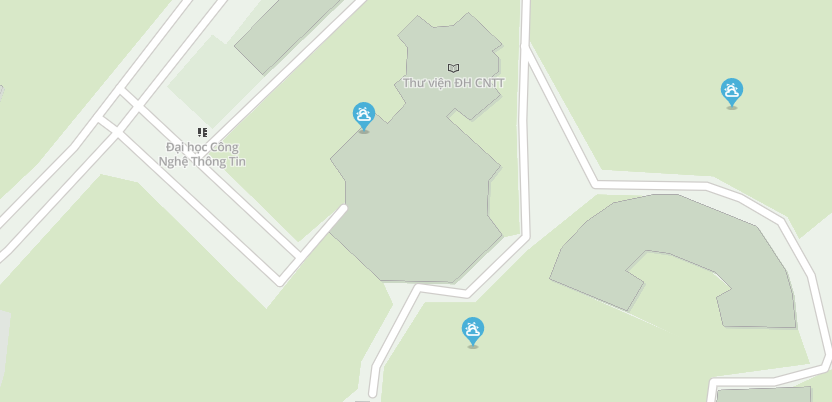 Thư viện ĐH CNTT
Đại học Công
Nghệ Thông Tin